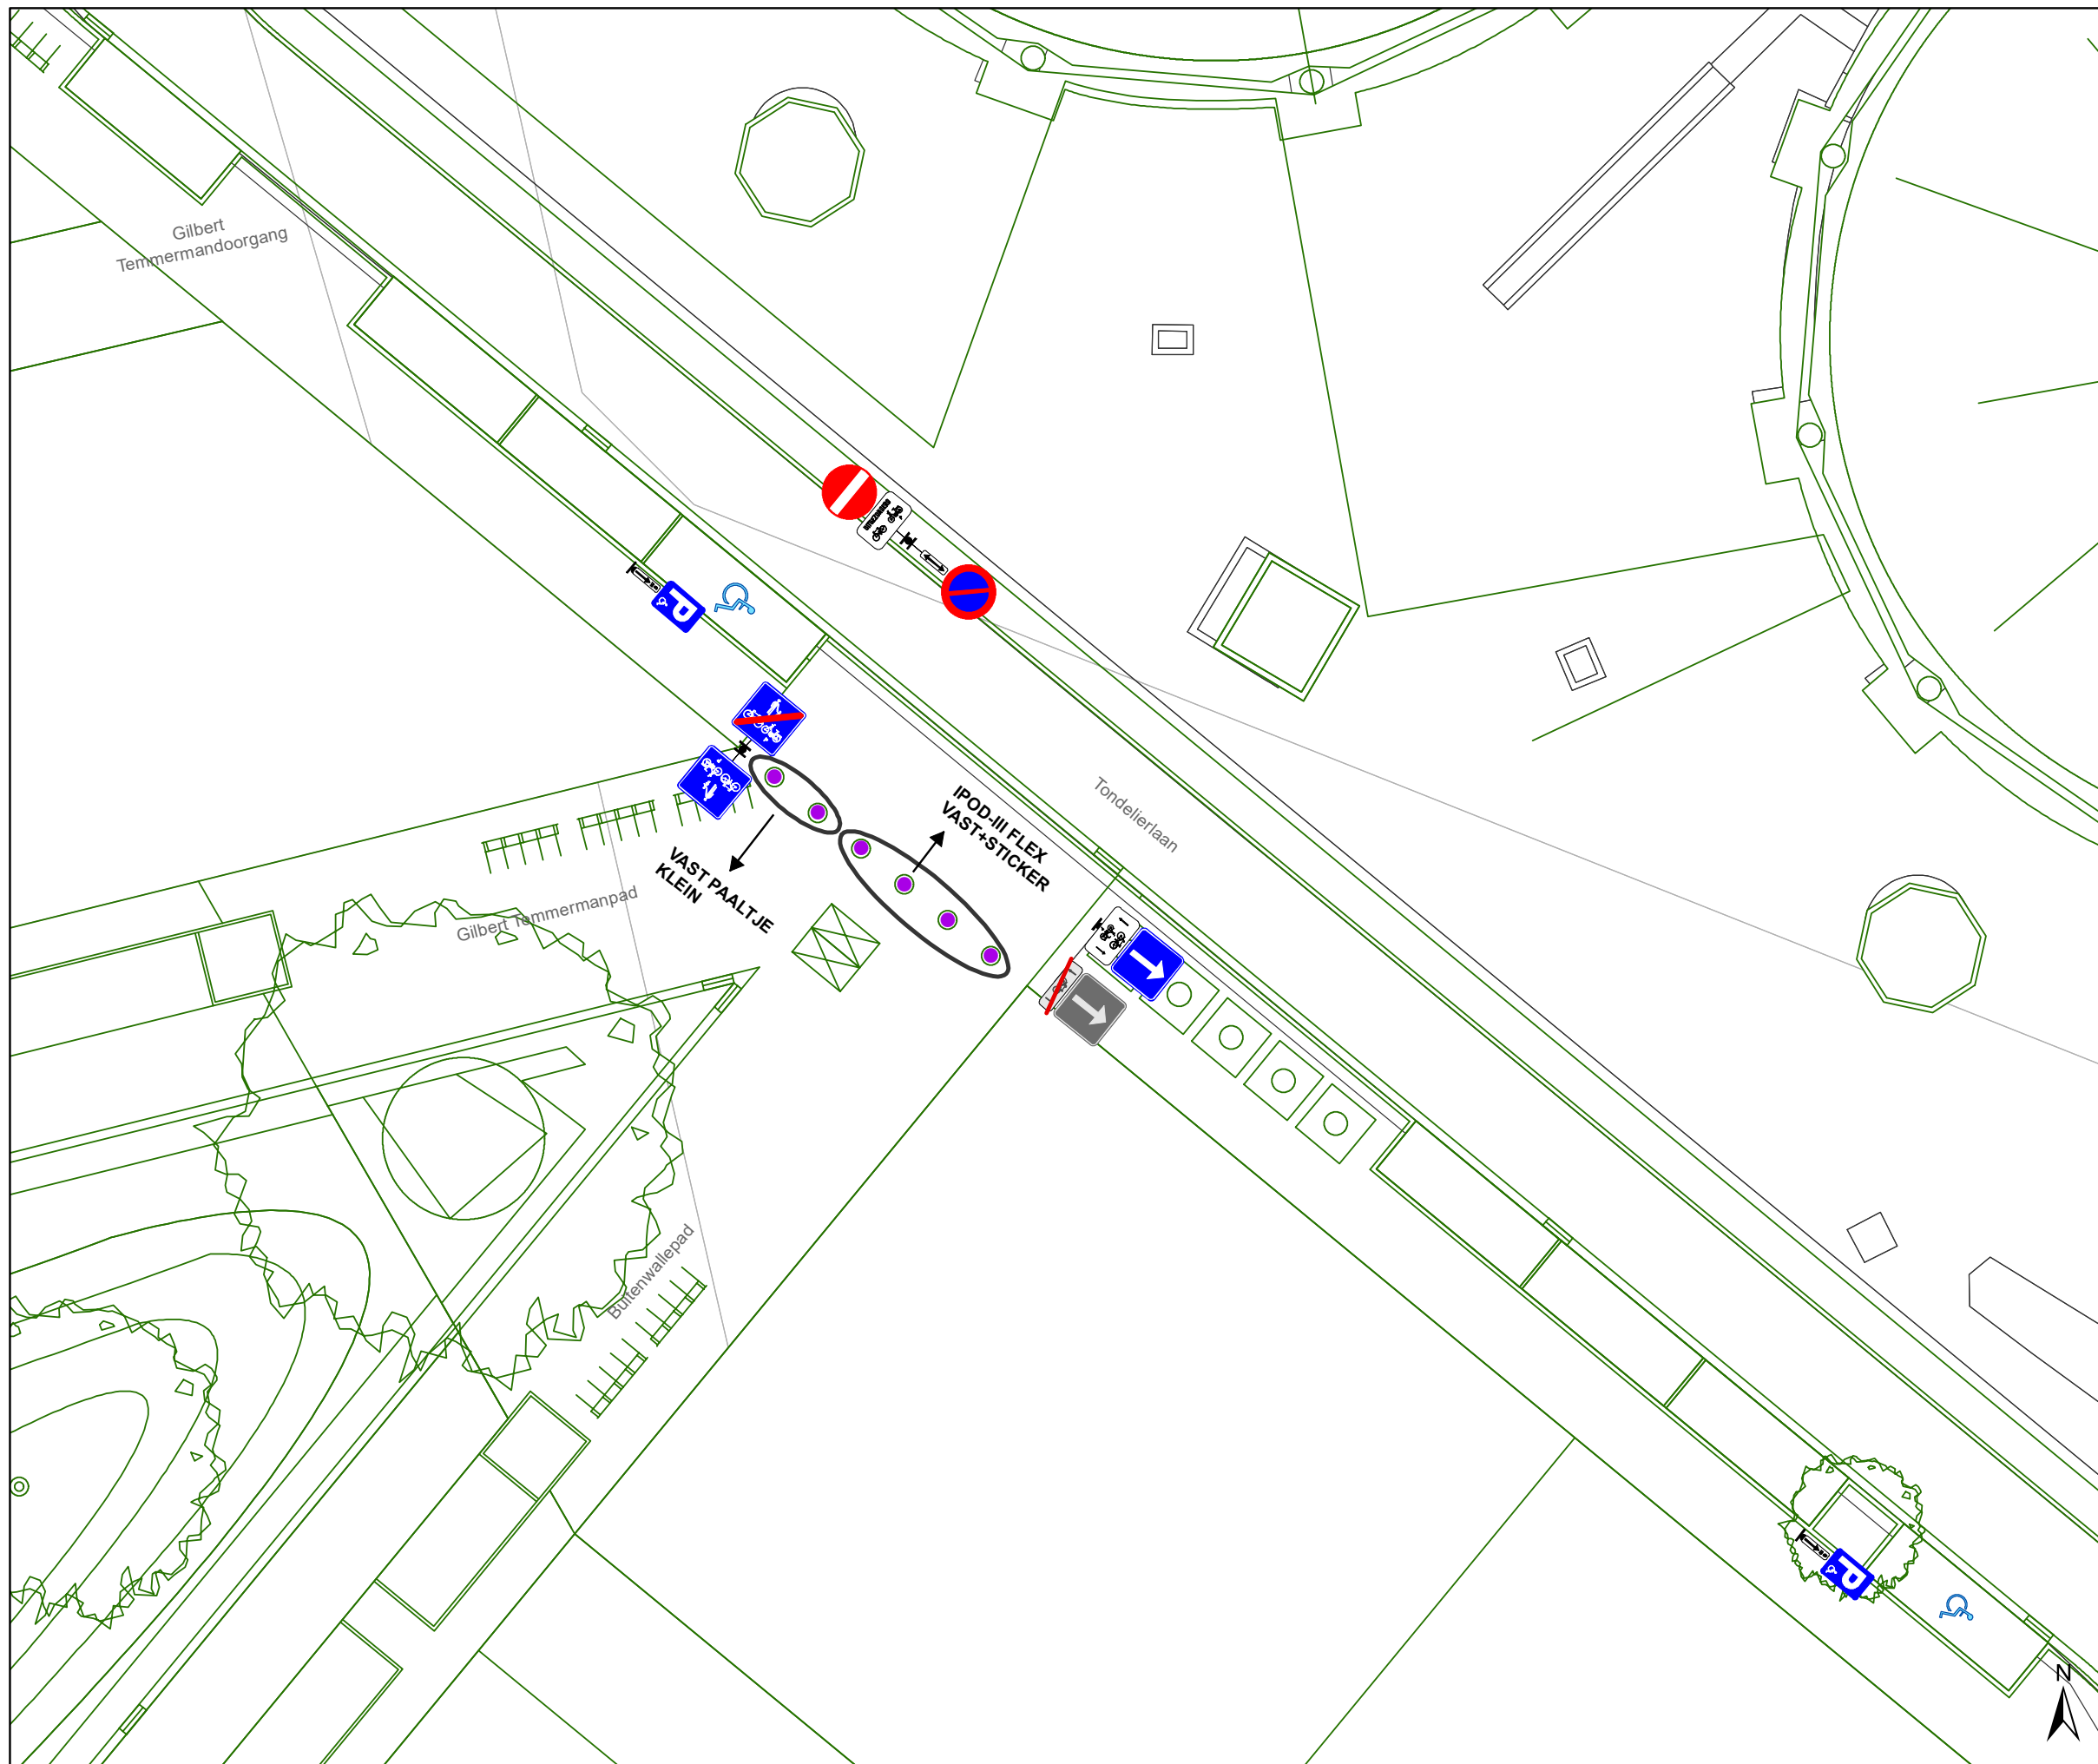 Gilbert
Temmermandoorgang
P
IPOD-III FLEX
VAST+STICKER
Tondelierlaan
VAST PAALTJE
KLEIN
Gilbert Temmermanpad
Buitenwallepad
P
N